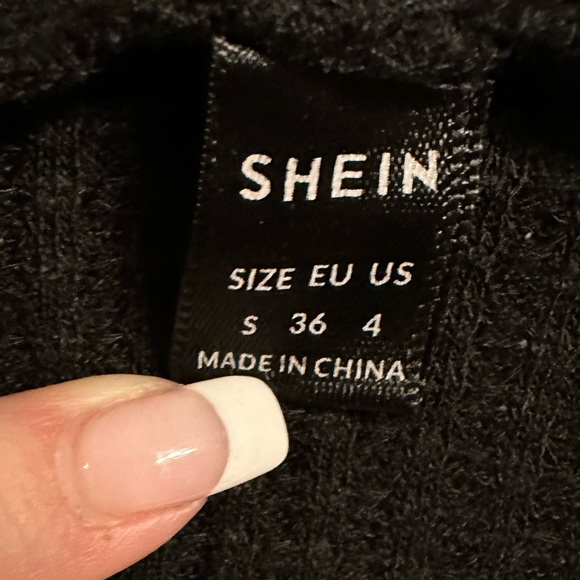 SHEIN
SIZE EU US
S 36 4
MADE IN CHINA